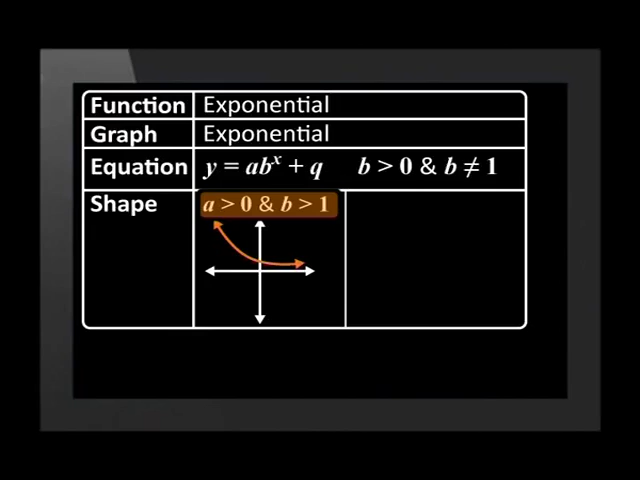 Function Exponential
Graph Exponential
Equation y = abˣ + q b > 0 & b ≠ 1
Shape a > 0 & b > 1